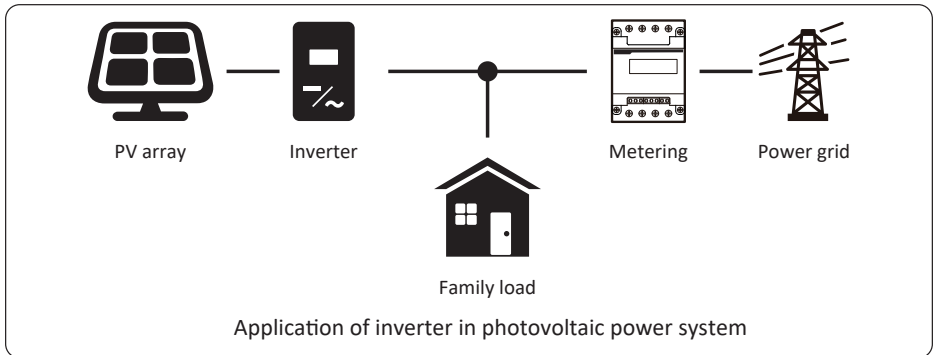 PV array
Inverter
Metering
Power grid
Family load
Application of inverter in photovoltaic power system